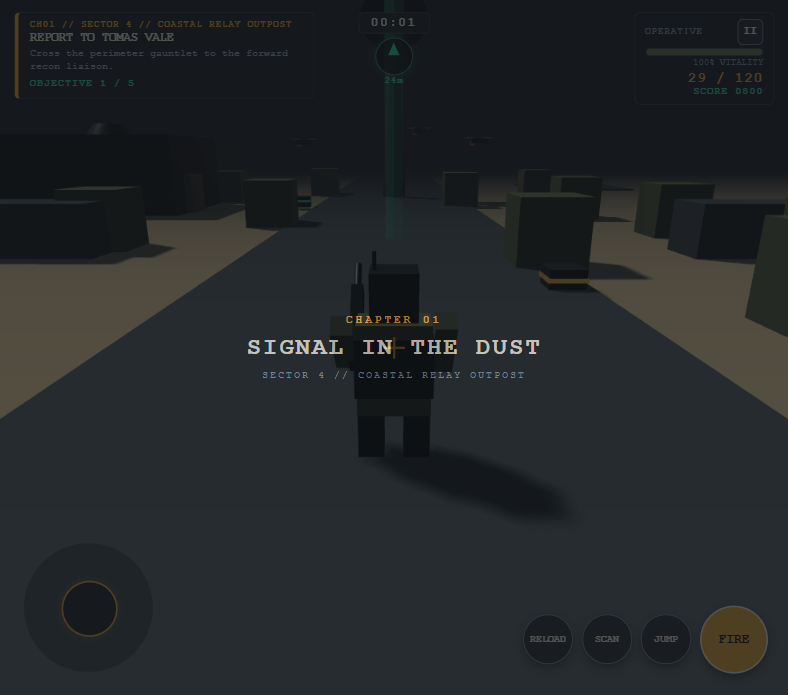 CH01 // SECTOR 4 // COASTAL RELAY OUTPOST
REPORT TO TOMAS VALE
Cross the perimeter gauntlet to the forward
recon liaison.
OBJECTIVE 1 / 5
00:01
24m
OPERATIVE
II
100% VITALITY
29 / 120
SCORE 0800
CHAPTER 01
SIGNAL IN THE DUST
SECTOR 4 // COASTAL RELAY OUTPOST
RELOAD
SCAN
JUMP
FIRE